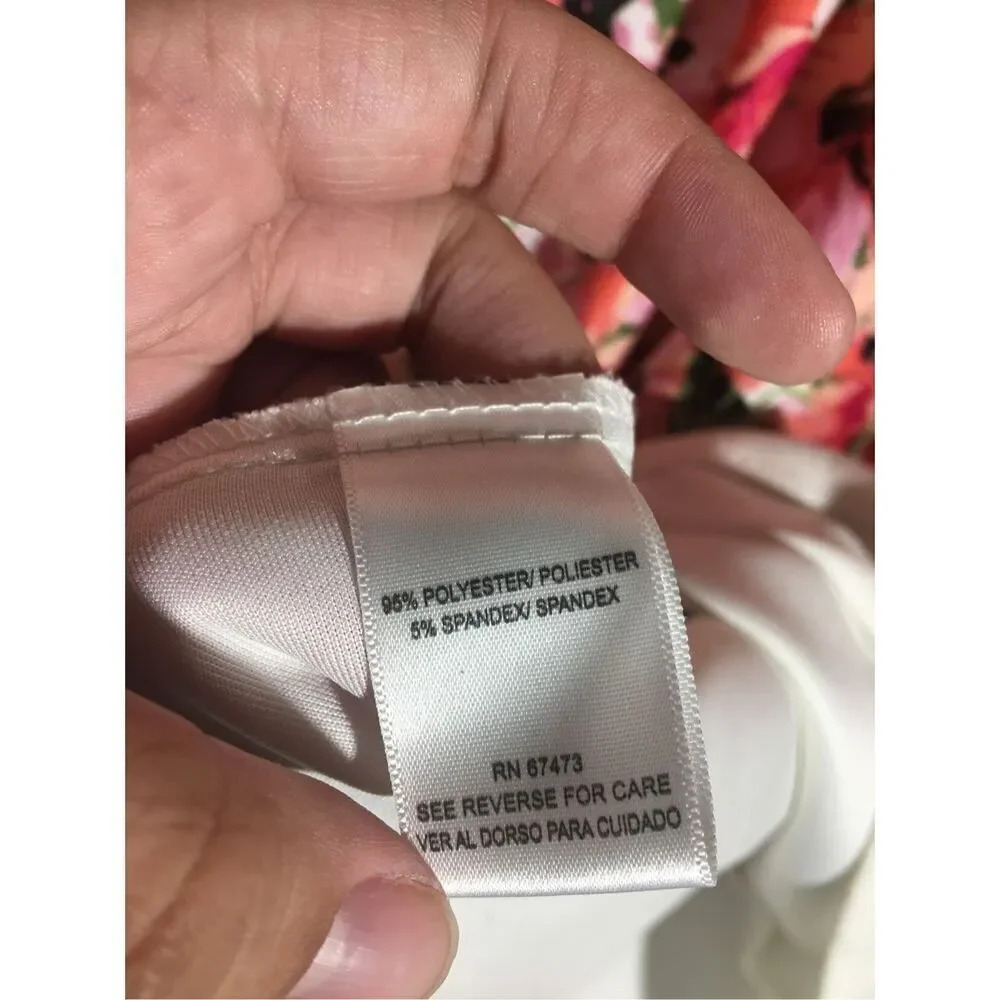 95% POLYESTER/ POLIESTER
5% SPANDEX/ SPANDEX
RN 67473
SEE REVERSE FOR CARE
VER AL DORSO PARA CUIDADO